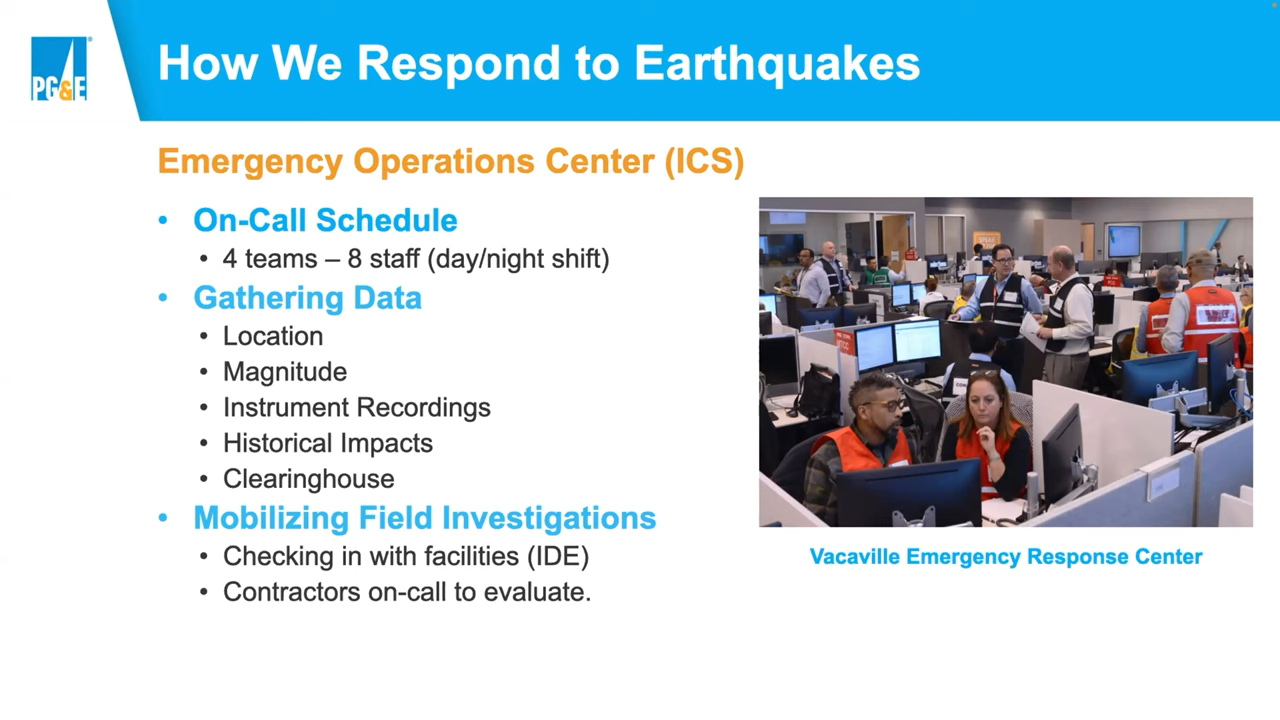 PG&E
How We Respond to Earthquakes
Emergency Operations Center (ICS)
• On-Call Schedule
• 4 teams – 8 staff (day/night shift)
• Gathering Data
• Location
• Magnitude
• Instrument Recordings
• Historical Impacts
• Clearinghouse
• Mobilizing Field Investigations
• Checking in with facilities (IDE)
• Contractors on-call to evaluate.
Vacaville Emergency Response Center